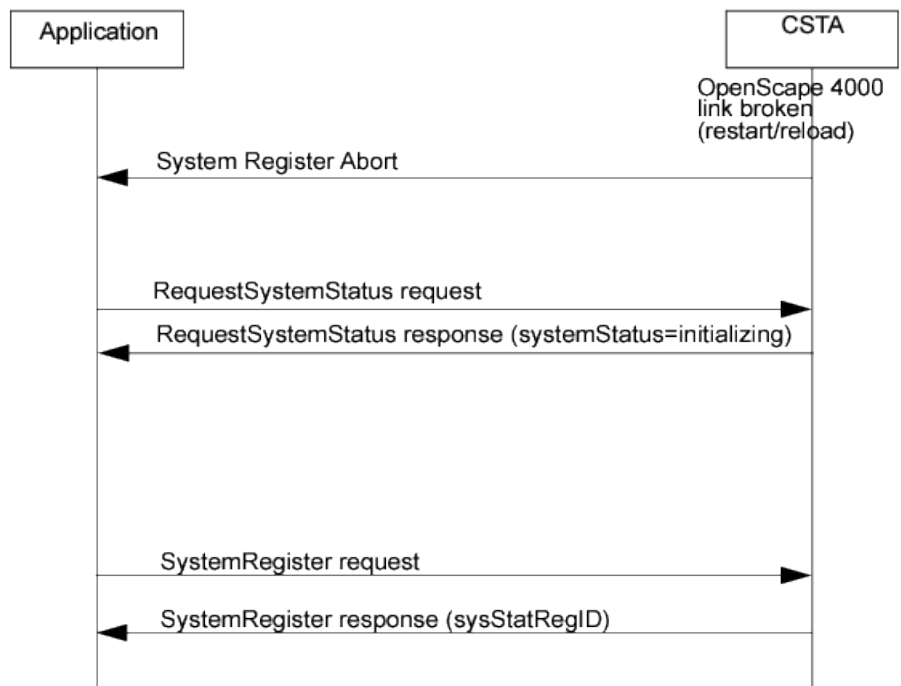 Application
CSTA
OpenScape 4000
link broken
(restart/reload)
System Register Abort
RequestSystemStatus request
RequestSystemStatus response (systemStatus=initializing)
SystemRegister request
SystemRegister response (sysStatRegID)